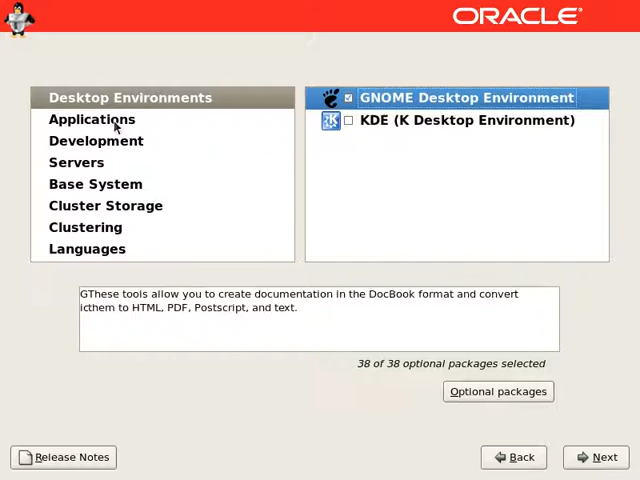 ORACLE
Desktop Environments
Applications
Development
Servers
Base System
Cluster Storage
Clustering
Languages
GNOME Desktop Environment
KDE (K Desktop Environment)
GThese tools allow you to create documentation in the DocBook format and convert
icthem to HTML, PDF, Postscript, and text.
38 of 38 optional packages selected
Optional packages
Release Notes
Back
Next